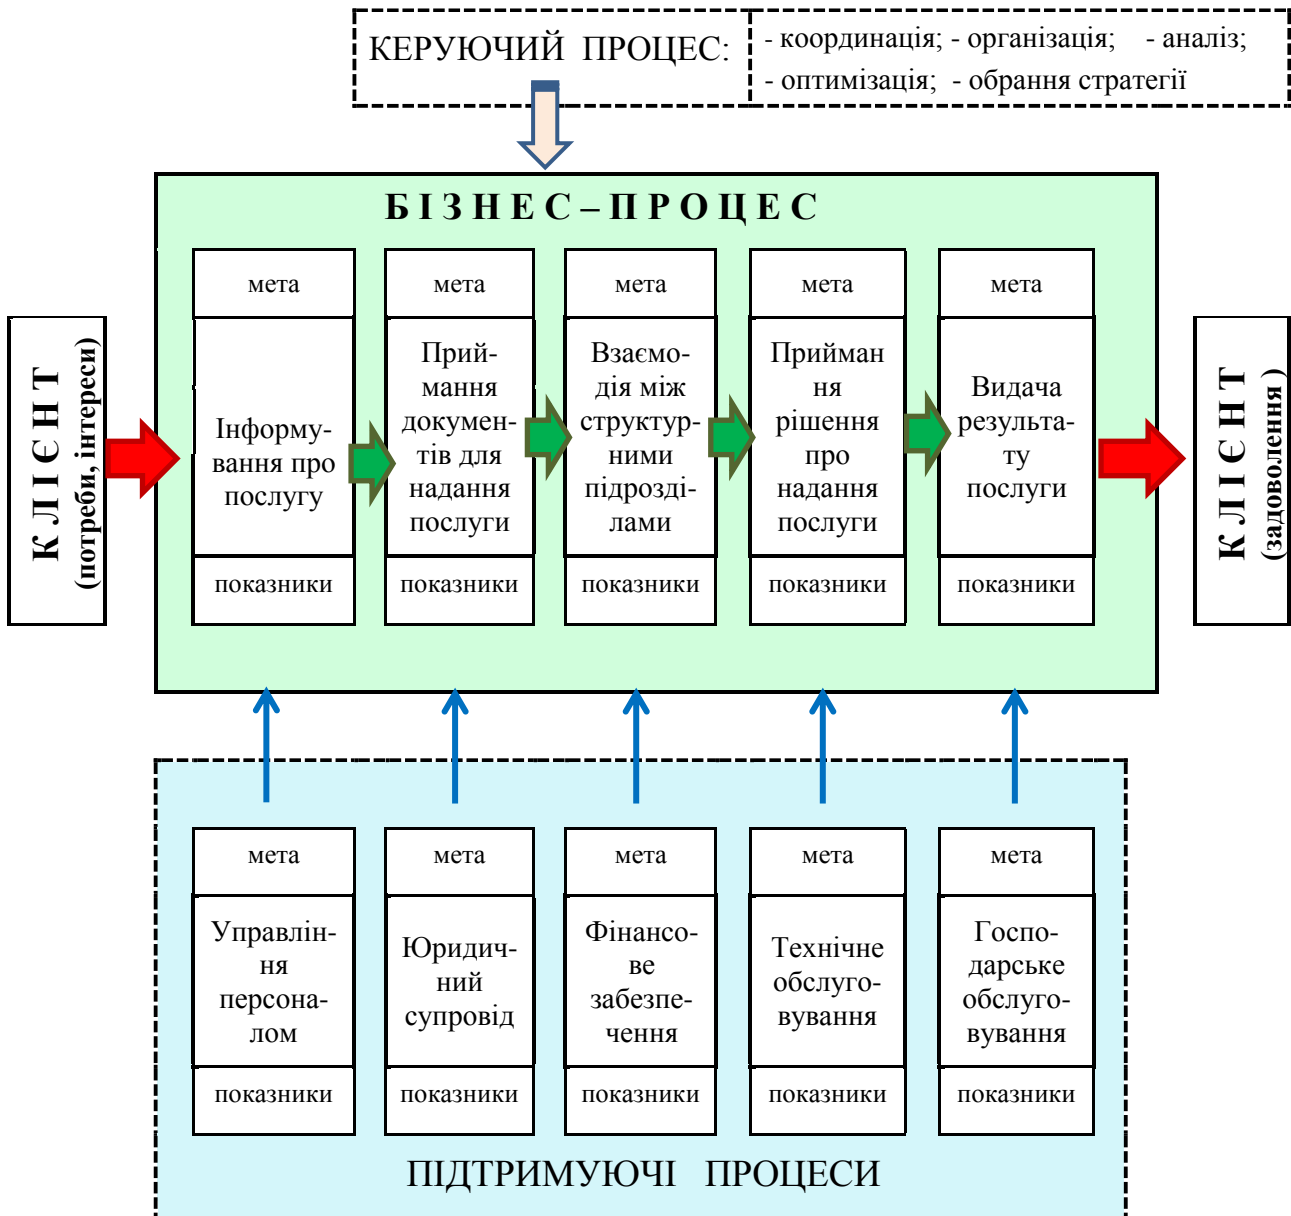 КЕРУЮЧИЙ ПРОЦЕС:
- координація; - організація; - аналіз;
- оптимізація; - обрання стратегії
Б І З Н Е С – П Р О Ц Е С
К Л І Є Н Т
(потреби, інтереси)
мета
Інформу-
вання про
послугу
показники
мета
Прий-
мання
докумен-
тів для
надання
послуги
показники
мета
Взаємо-
дія між
структур-
ними
підрозді-
лами
показники
мета
Прийман
ня
рішення
про
надання
послуги
показники
мета
Видача
результа-
ту
послуги
показники
К Л І Є Н Т
(задоволення )
мета
Управлін-
ня
персона-
лом
показники
мета
Юридич-
ний
супровід
показники
мета
Фінансо-
ве
забезпе-
чення
показники
мета
Технічне
обслуго-
вування
показники
мета
Госпо-
дарське
обслуго-
вування
показники
ПІДТРИМУЮЧІ ПРОЦЕСИ